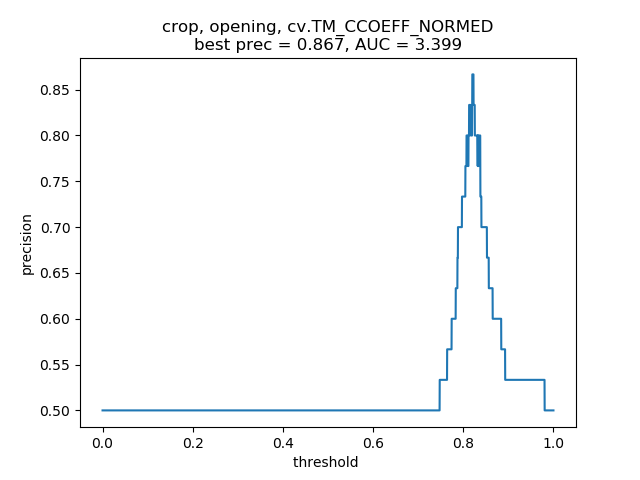 crop, opening, cv.TM_CCOEFF_NORMED
best prec = 0.867, AUC = 3.399
0.85
0.80
0.75
0.70
0.65
0.60
0.55
0.50
precision
0.0 0.2 0.4 0.6 0.8 1.0
threshold